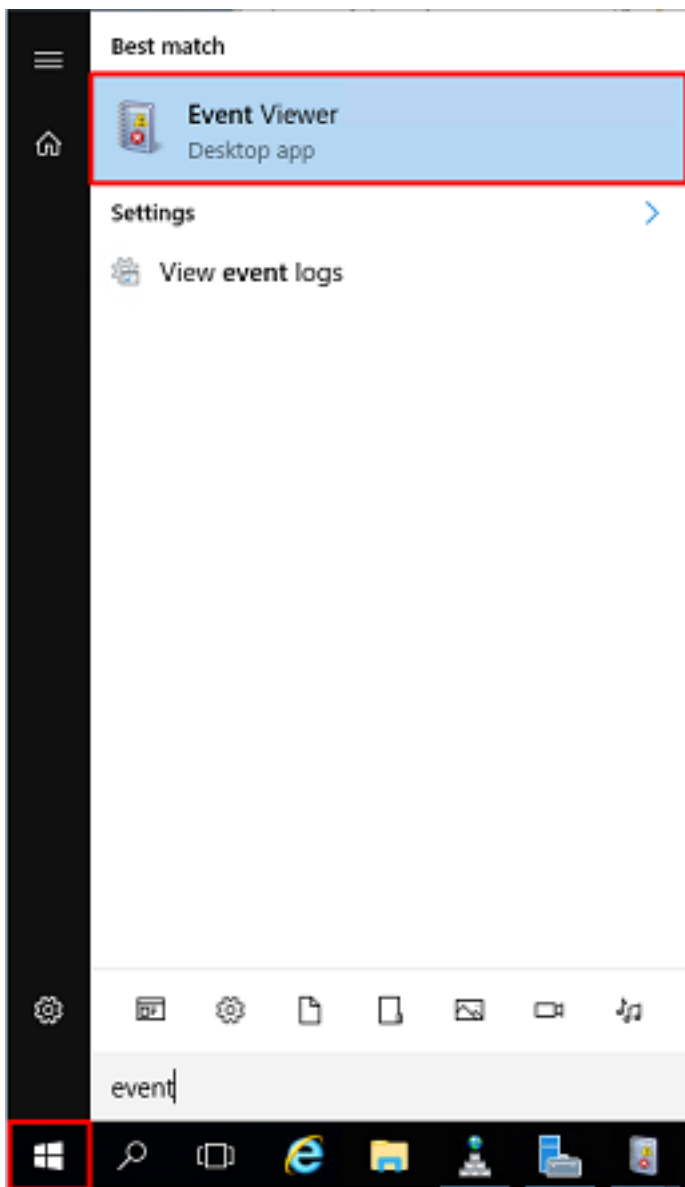 Best match
Event Viewer
Desktop app
Settings
View event logs
event